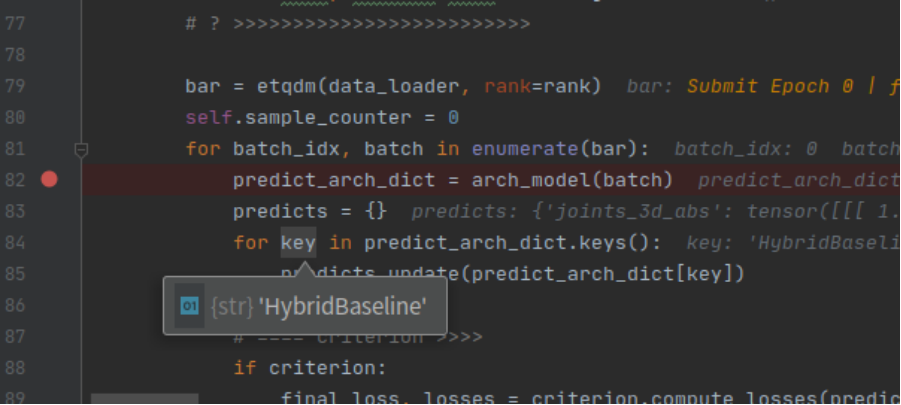 77 # ? >>>>>>>>>>>>>>>>>>>>>>>>>
78
79 bar = etqdm(data_loader, rank=rank) bar: Submit Epoch 0 | f
80 self.sample_counter = 0
81 for batch_idx, batch in enumerate(bar): batch_idx: 0 batch
82 predict_arch_dict = arch_model(batch) predict_arch_dict
83 predicts = {} predicts: {'joints_3d_abs': tensor([[[ 1.
84 for key in predict_arch_dict.keys(): key: 'HybridBaseli
85 predicts.update(predict_arch_dict[key])
01 {str} 'HybridBaseline'
86
87 # ==== criterion >>>>
88 if criterion:
89 final_loss, losses = criterion.compute_losses(predic